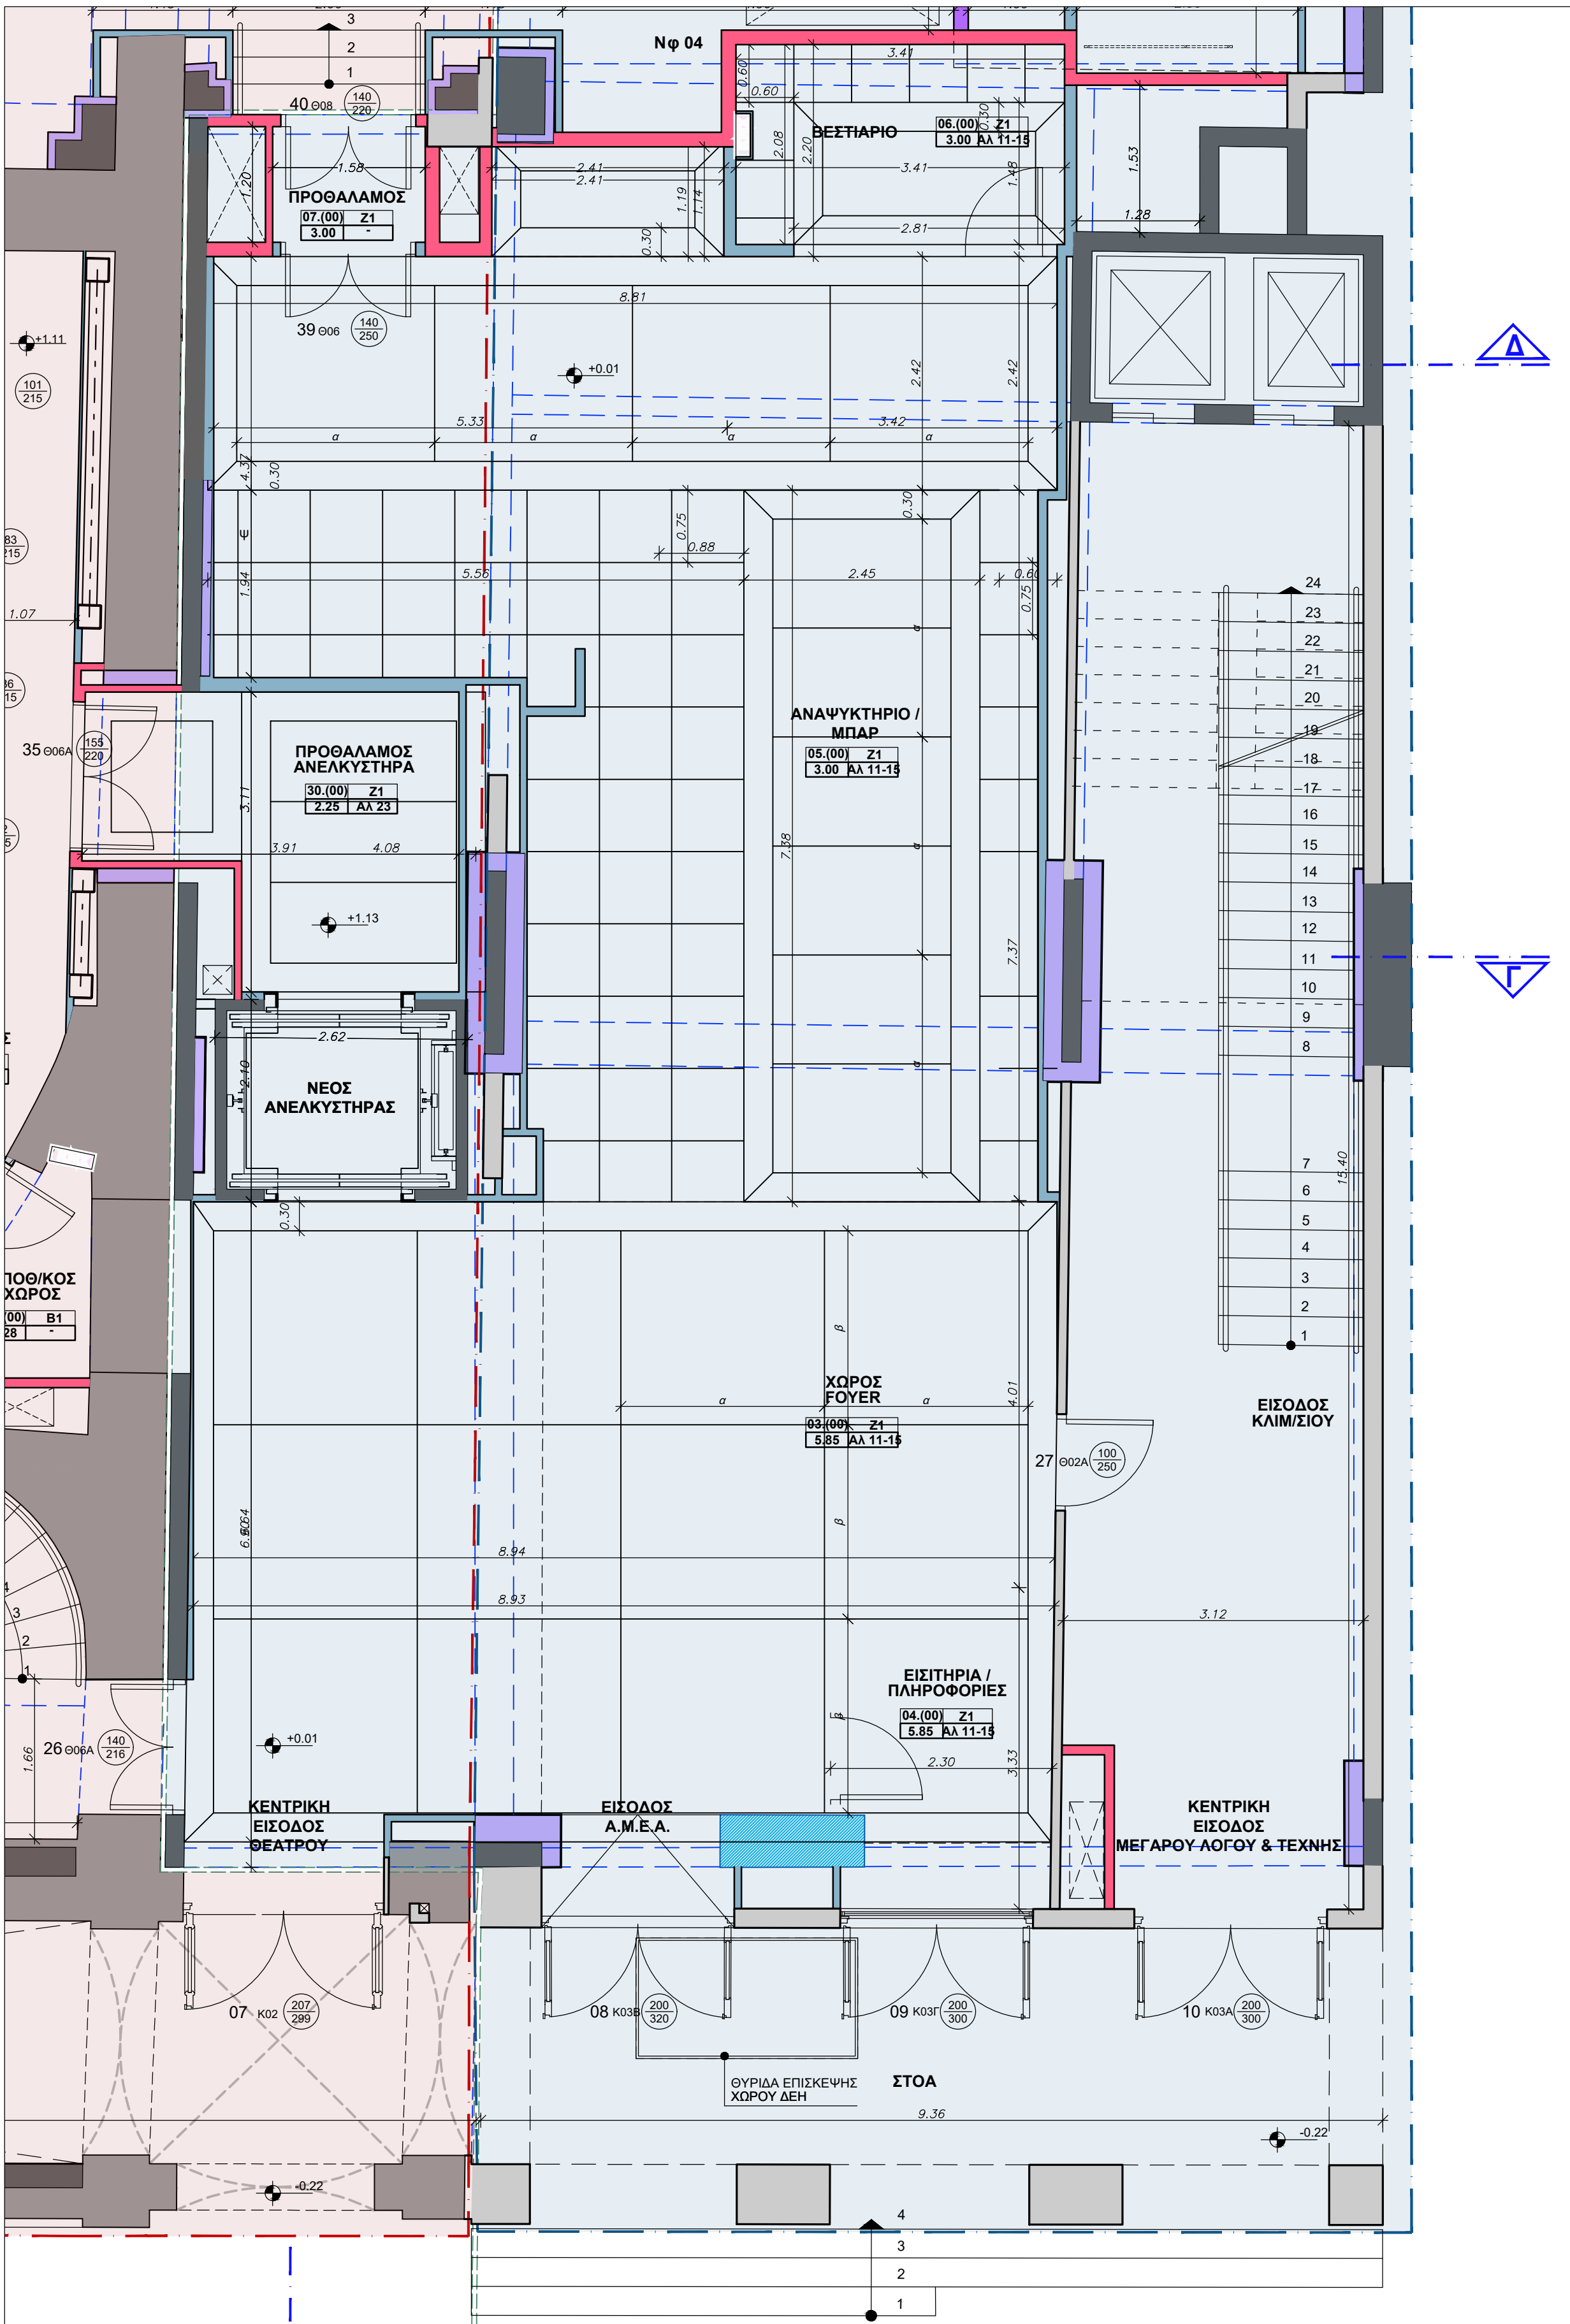 3
2
1
Νφ 04
3.41
0.60
0.60
40 Θ08 140
220
ΒΕΣΤΙΑΡΙΟ
06.(00) Z1
3.00 Αλ 11-15
0.30
2.08
2.20
1.48
1.53
1.20
1.58
2.41
2.41
3.41
1.19
1.14
ΠΡΟΘΑΛΑΜΟΣ
07.(00) Z1
3.00 -
0.30
2.81
1.28
8.81
39 Θ06 140
250
+1.11
Δ
+0.01
101
215
2.42
2.42
5.33
3.42
α α α α
4.37
0.30
0.30
ψ
0.75
0.88
5.56
2.45
1.94
0.75
1.07
24
23
22
21
20
19
18
17
16
15
14
13
12
11
10
9
8
7
6
5
4
3
2
1
α
ΑΝΑΨΥΚΤΗΡΙΟ /
ΜΠΑΡ
05.(00) Z1
3.00 Αλ 11-15
35 Θ06Α 155
220
ΠΡΟΘΑΛΑΜΟΣ
ΑΝΕΛΚΥΣΤΗΡΑ
30.(00) Z1
2.25 Αλ 23
3.11
3.91
4.08
7.38
α
+1.13
7.37
Γ
2.62
2.10
α
ΝΕΟΣ
ΑΝΕΛΚΥΣΤΗΡΑΣ
15.40
0.30
ΧΩΡΟΣ
B1
-
β
ΧΩΡΟΣ
FOYER
03.(00) Z1
5.85 Αλ 11-15
α α
4.01
ΕΙΣΟΔΟΣ
ΚΛΙΜ/ΣΙΟΥ
27 Θ02Α 100
250
β
8.94
8.93
3.12
3
2
1
ΕΙΣΙΤΗΡΙΑ /
ΠΛΗΡΟΦΟΡΙΕΣ
04.(00) Z1
5.85 Αλ 11-15
β
26 Θ06Α 140
216
1.66
+0.01
2.30
3.33
ΚΕΝΤΡΙΚΗ
ΕΙΣΟΔΟΣ
ΘΕΑΤΡΟΥ
ΕΙΣΟΔΟΣ
Α.Μ.Ε.Α.
ΚΕΝΤΡΙΚΗ
ΕΙΣΟΔΟΣ
ΜΕΓΑΡΟΥ ΛΟΓΟΥ & ΤΕΧΝΗΣ
07 Κ02 207
299
08 Κ03Β 200
320
09 Κ03Γ 200
300
10 Κ03Α 200
300
ΘΥΡΙΔΑ ΕΠΙΣΚΕΨΗΣ
ΧΩΡΟΥ ΔΕΗ
ΣΤΟΑ
9.36
-0.22
-0.22
4
3
2
1